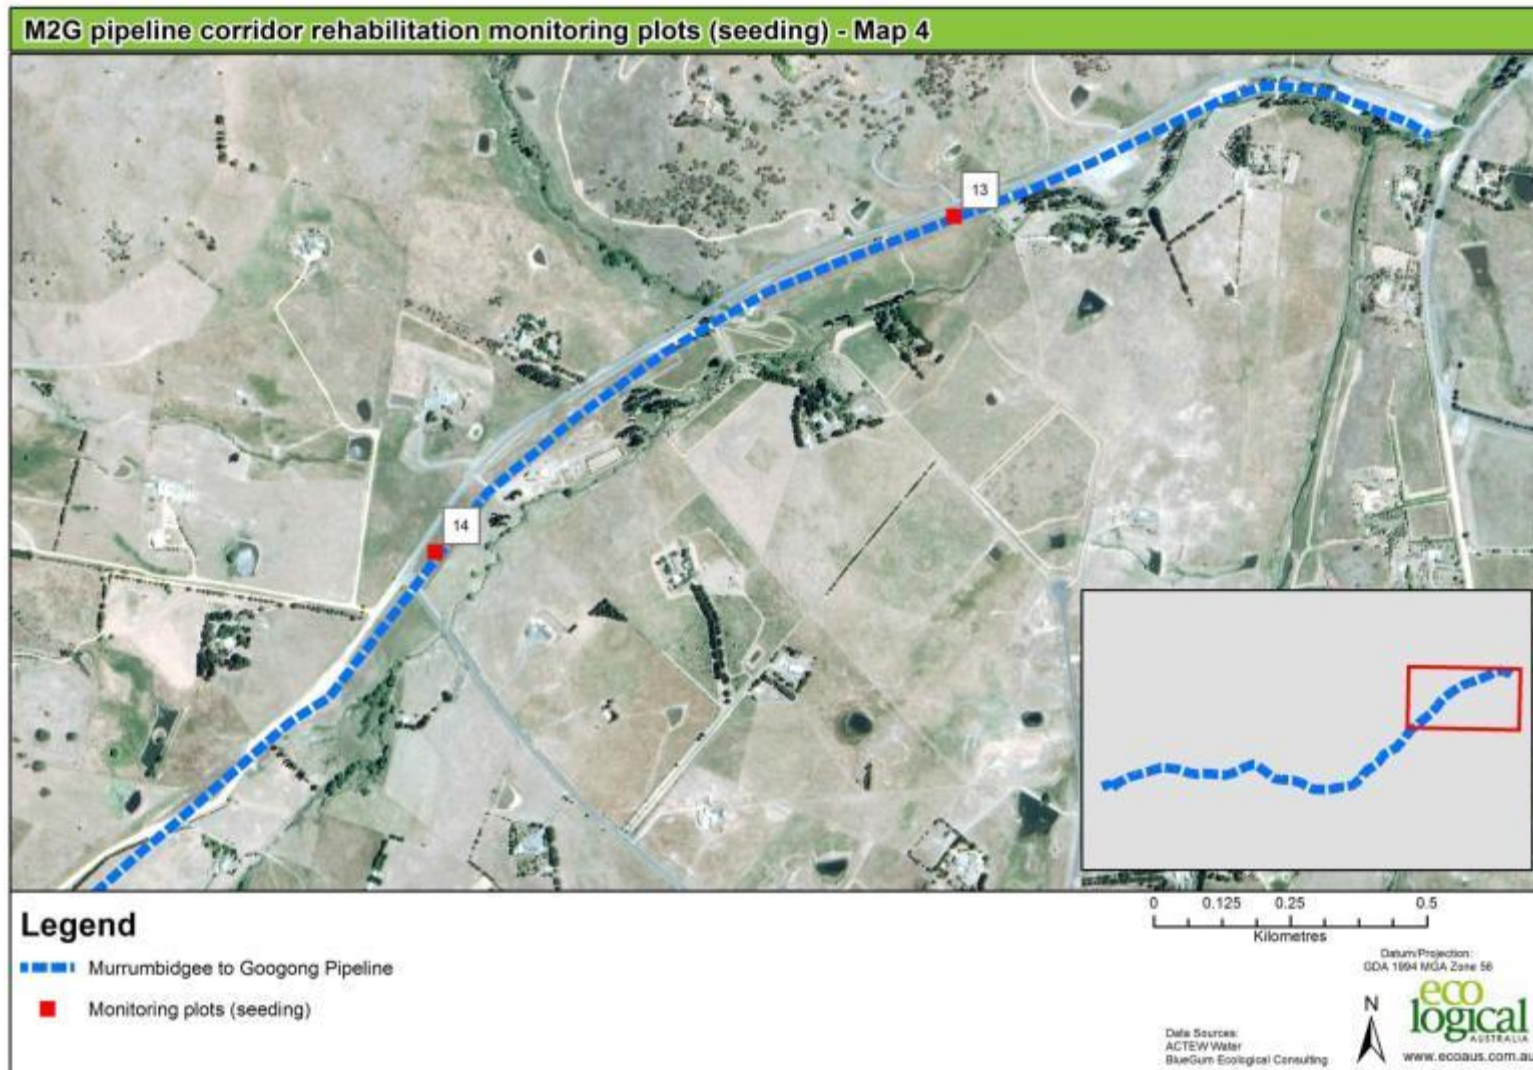 M2G pipeline corridor rehabilitation monitoring plots (seeding) - Map 4
13
14
Legend
Murrumbidgee to Googong Pipeline
Monitoring plots (seeding)
0 0.125 0.25 0.5
Kilometres
Datum/Projection:
GDA 1994 MGA Zone 56
N
eco
logical
AUSTRALIA
www.ecoaus.com.au
Data Sources:
ACTEW Water
BlueGum Ecological Consulting